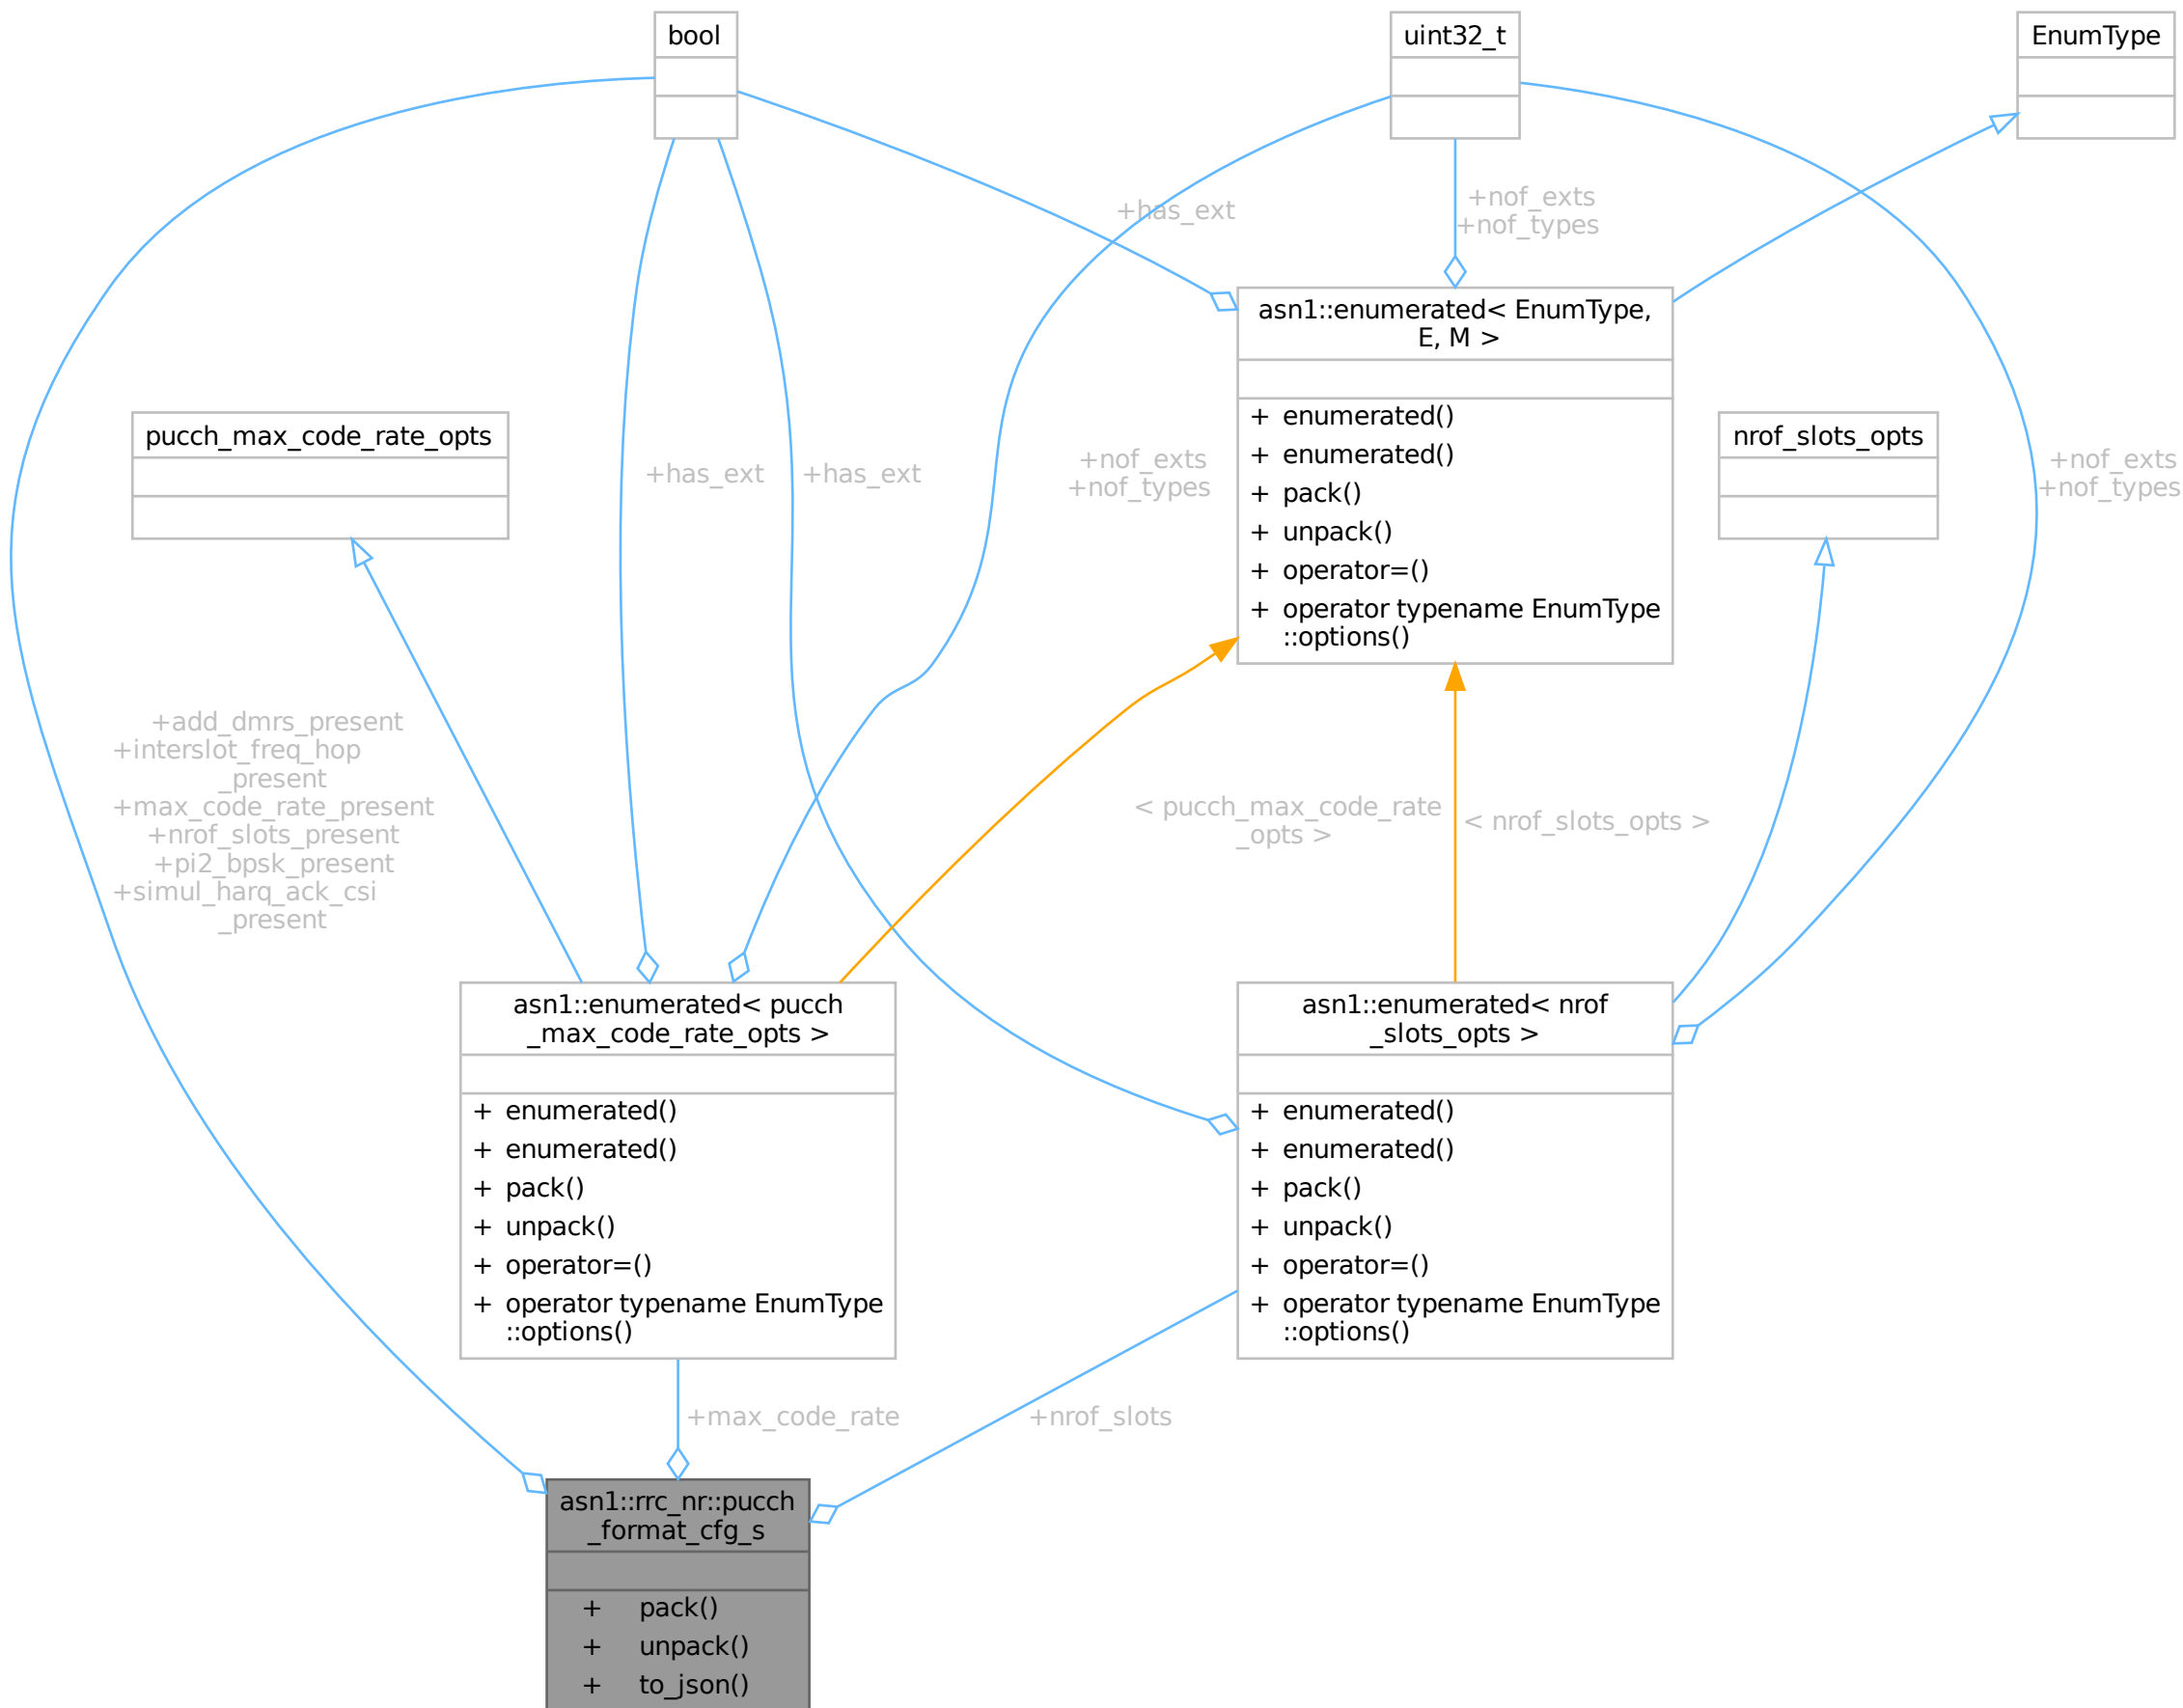 bool
uint32_t
EnumType
+has_ext
+nof_exts
+nof_types
asn1::enumerated< EnumType,
E, M >
+ enumerated()
+ enumerated()
+ pack()
+ unpack()
+ operator=()
+ operator typename EnumType
::options()
pucch_max_code_rate_opts
nrof_slots_opts
+has_ext
+has_ext
+nof_exts
+nof_types
+nof_exts
+nof_types
+add_dmrs_present
+interslot_freq_hop
_present
+max_code_rate_present
+nrof_slots_present
+pi2_bpsk_present
+simul_harq_ack_csi
_present
< pucch_max_code_rate
_opts >
< nrof_slots_opts >
asn1::enumerated< pucch
_max_code_rate_opts >
+ enumerated()
+ enumerated()
+ pack()
+ unpack()
+ operator=()
+ operator typename EnumType
::options()
asn1::enumerated< nrof
_slots_opts >
+ enumerated()
+ enumerated()
+ pack()
+ unpack()
+ operator=()
+ operator typename EnumType
::options()
+max_code_rate
+nrof_slots
asn1::rrc_nr::pucch
_format_cfg_s
+ pack()
+ unpack()
+ to_json()